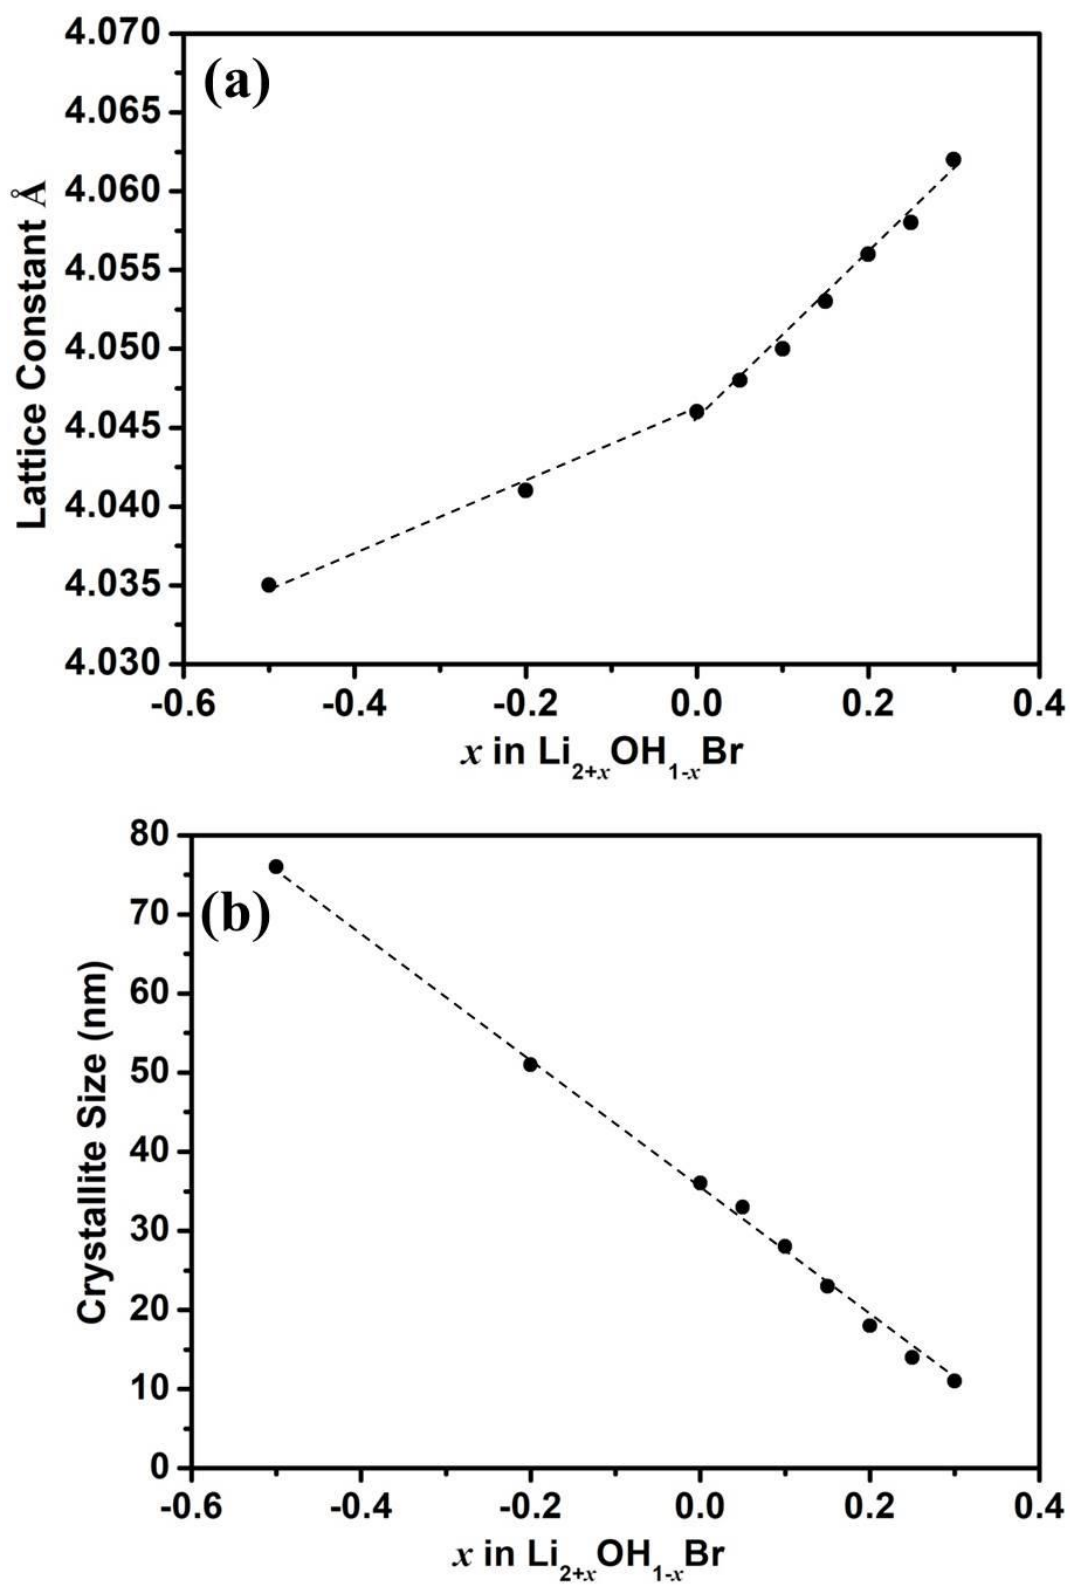 (a)
Lattice Constant Å
4.070
4.065
4.060
4.055
4.050
4.045
4.040
4.035
4.030
-0.6 -0.4 -0.2 0.0 0.2 0.4
x in Li2+xOH1-xBr
(b)
Crystallite Size (nm)
80
70
60
50
40
30
20
10
0
-0.6 -0.4 -0.2 0.0 0.2 0.4
x in Li2+xOH1-xBr